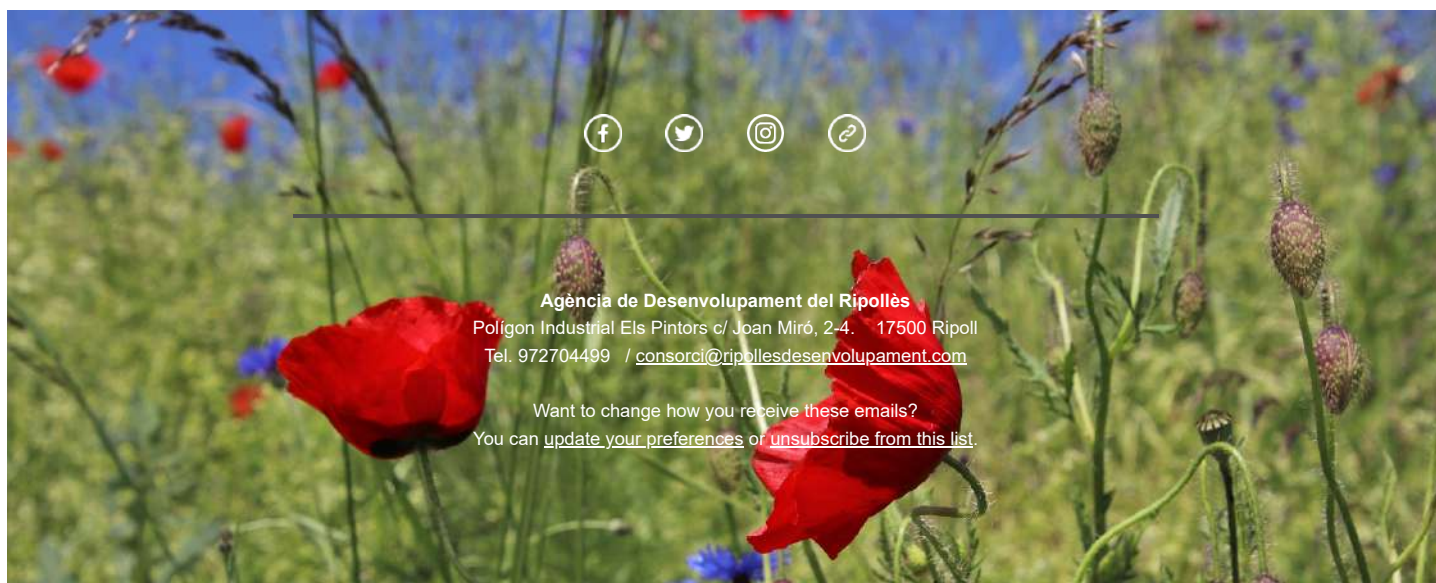 Agència de Desenvolupament del Ripollès
Polígon Industrial Els Pintors c/ Joan Miró, 2-4.    17500 Ripoll
Tel. 972704499   / consorci@ripollesdesenvolupament.com
Want to change how you receive these emails?
You can update your preferences or unsubscribe from this list.